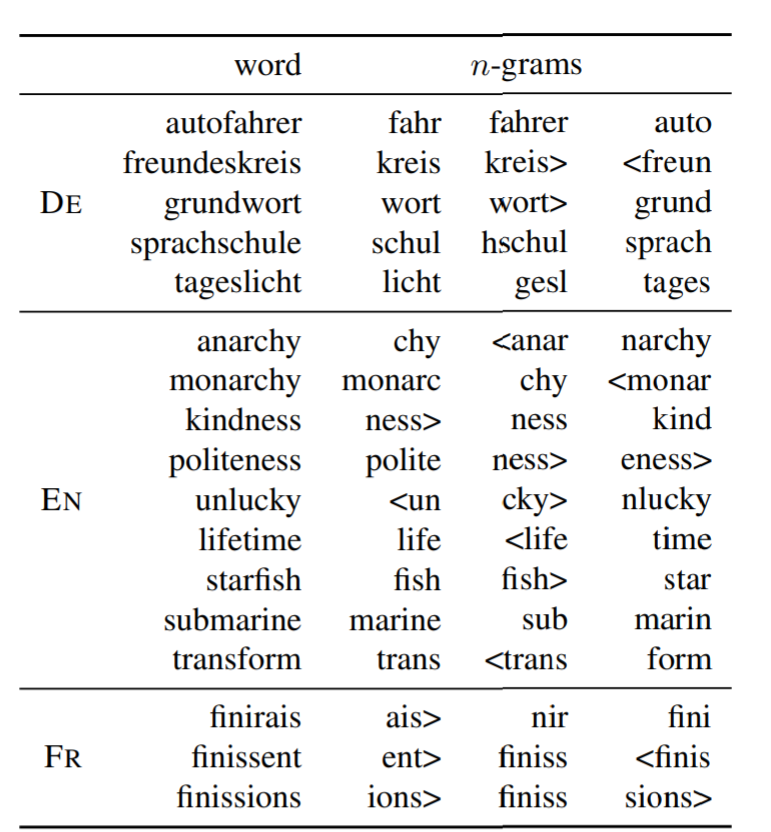 word n-grams
autofahrer fahr fahrer auto
freundeskreis kreis kreis> <freun
DE grundwort wort wort> grund
sprachschule schul hschul sprach
tageslicht licht gesl tages
anarchy chy <anar narchy
monarchy monarc chy <monar
kindness ness> ness kind
politeness polite ness> eness>
EN unlucky <un cky> nlucky
lifetime life <life time
starfish fish fish> star
submarine marine sub marin
transform trans <trans form
finirais ais> nir fini
FR finissent ent> finiss <finis
finissions ions> finiss sions>